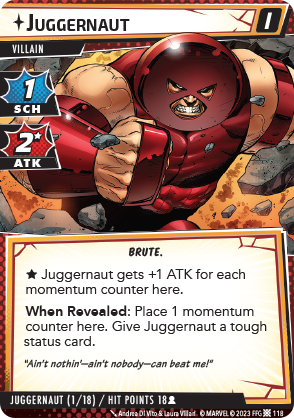 JUGGERNAUT
I
VILLAIN
1
SCH
2★
ATK
BRUTE.
★ Juggernaut gets +1 ATK for each
momentum counter here.
When Revealed: Place 1 momentum
counter here. Give Juggernaut a tough
status card.
"Ain't nothin'—ain't nobody—can beat me!"
JUGGERNAUT (1/18) / HIT POINTS 18
Andrea Di Vito & Laura Villari. © MARVEL © 2023 FFG 118